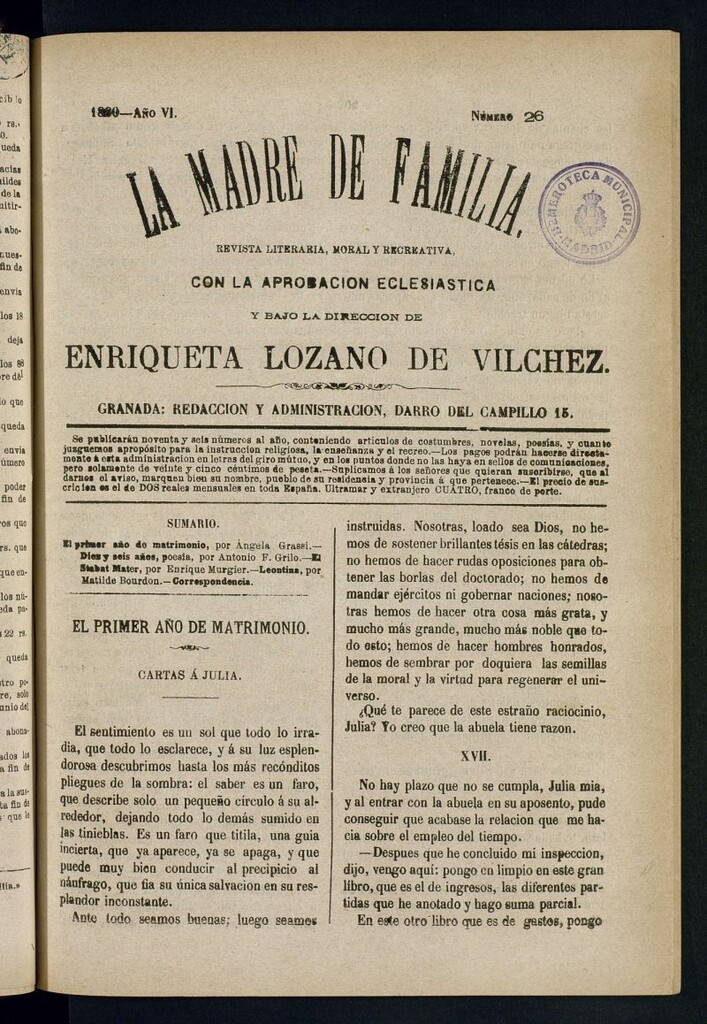 1880—Año VI.
Número 26
LA MADRE DE FAMILIA.
HEMEROTECA MUNICIPAL
MADRID
REVISTA LITERARIA, MORAL Y RECREATIVA,
CON LA APROBACION ECLESIASTICA
Y BAJO LA DIRECCION DE
ENRIQUETA LOZANO DE VILCHEZ.
GRANADA: REDACCION Y ADMINISTRACION, DARRO DEL CAMPILLO 15.
Se publicarán noventa y seis números al año, conteniendo artículos de costumbres, novelas, poesías, y cuanto
juzguemos apropósito para la instruccion religiosa, la enseñanza y el recreo.—Los pagos podrán hacerse directa-
mente á esta administracion en letras del giro mútuo, y en los puntos donde no las haya en sellos de comunicaciones,
pero solamente de veinte y cinco céntimos de peseta.—Suplicamos á los señores que quieran suscribirse, que al
darnos el aviso, marquen bien su nombre, pueblo de su residencia y provincia á que pertenece.—El precio de sus-
cricion es el de DOS reales mensuales en toda España. Ultramar y extranjero CUATRO, franco de porte.
SUMARIO.
El primer año de matrimonio, por Angela Grassi.—
Diez y seis años, poesía, por Antonio F. Grilo.—El
Stabat Mater, por Enrique Murgier.—Leontina, por
Matilde Bourdon.—Correspondencia.
EL PRIMER AÑO DE MATRIMONIO.
CARTAS Á JULIA.
El sentimiento es un sol que todo lo irra-
dia, que todo lo esclarece, y á su luz esplen-
dorosa descubrimos hasta los más recónditos
pliegues de la sombra: el saber es un faro,
que describe solo un pequeño círculo á su al-
rededor, dejando todo lo demás sumido en
las tinieblas. Es un faro que titila, una guia
incierta, que ya aparece, ya se apaga, y que
puede muy bien conducir al precipicio al
náufrago, que fia su única salvacion en su res-
plandor inconstante.
Ante todo seamos buenas; luego seamos
instruidas. Nosotras, loado sea Dios, no he-
mos de sostener brillantes tésis en las cátedras;
no hemos de hacer rudas oposiciones para ob-
tener las borlas del doctorado; no hemos de
mandar ejércitos ni gobernar naciones; noso-
tras hemos de hacer otra cosa más grata, y
mucho más grande, mucho más noble que to-
do esto; hemos de hacer hombres honrados,
hemos de sembrar por doquiera las semillas
de la moral y la virtud para regenerar el uni-
verso.
¿Qué te parece de este estraño raciocinio,
Julia? Yo creo que la abuela tiene razon.
XVII.
No hay plazo que no se cumpla, Julia mia,
y al entrar con la abuela en su aposento, pude
conseguir que acabase la relacion que me ha-
cia sobre el empleo del tiempo.
—Despues que he concluido mi inspeccion,
dijo, vengo aquí: pongo en limpio en este gran
libro, que es el de ingresos, las diferentes par-
tidas que he anotado y hago suma parcial.
En este otro libro que es de gastos, pongo